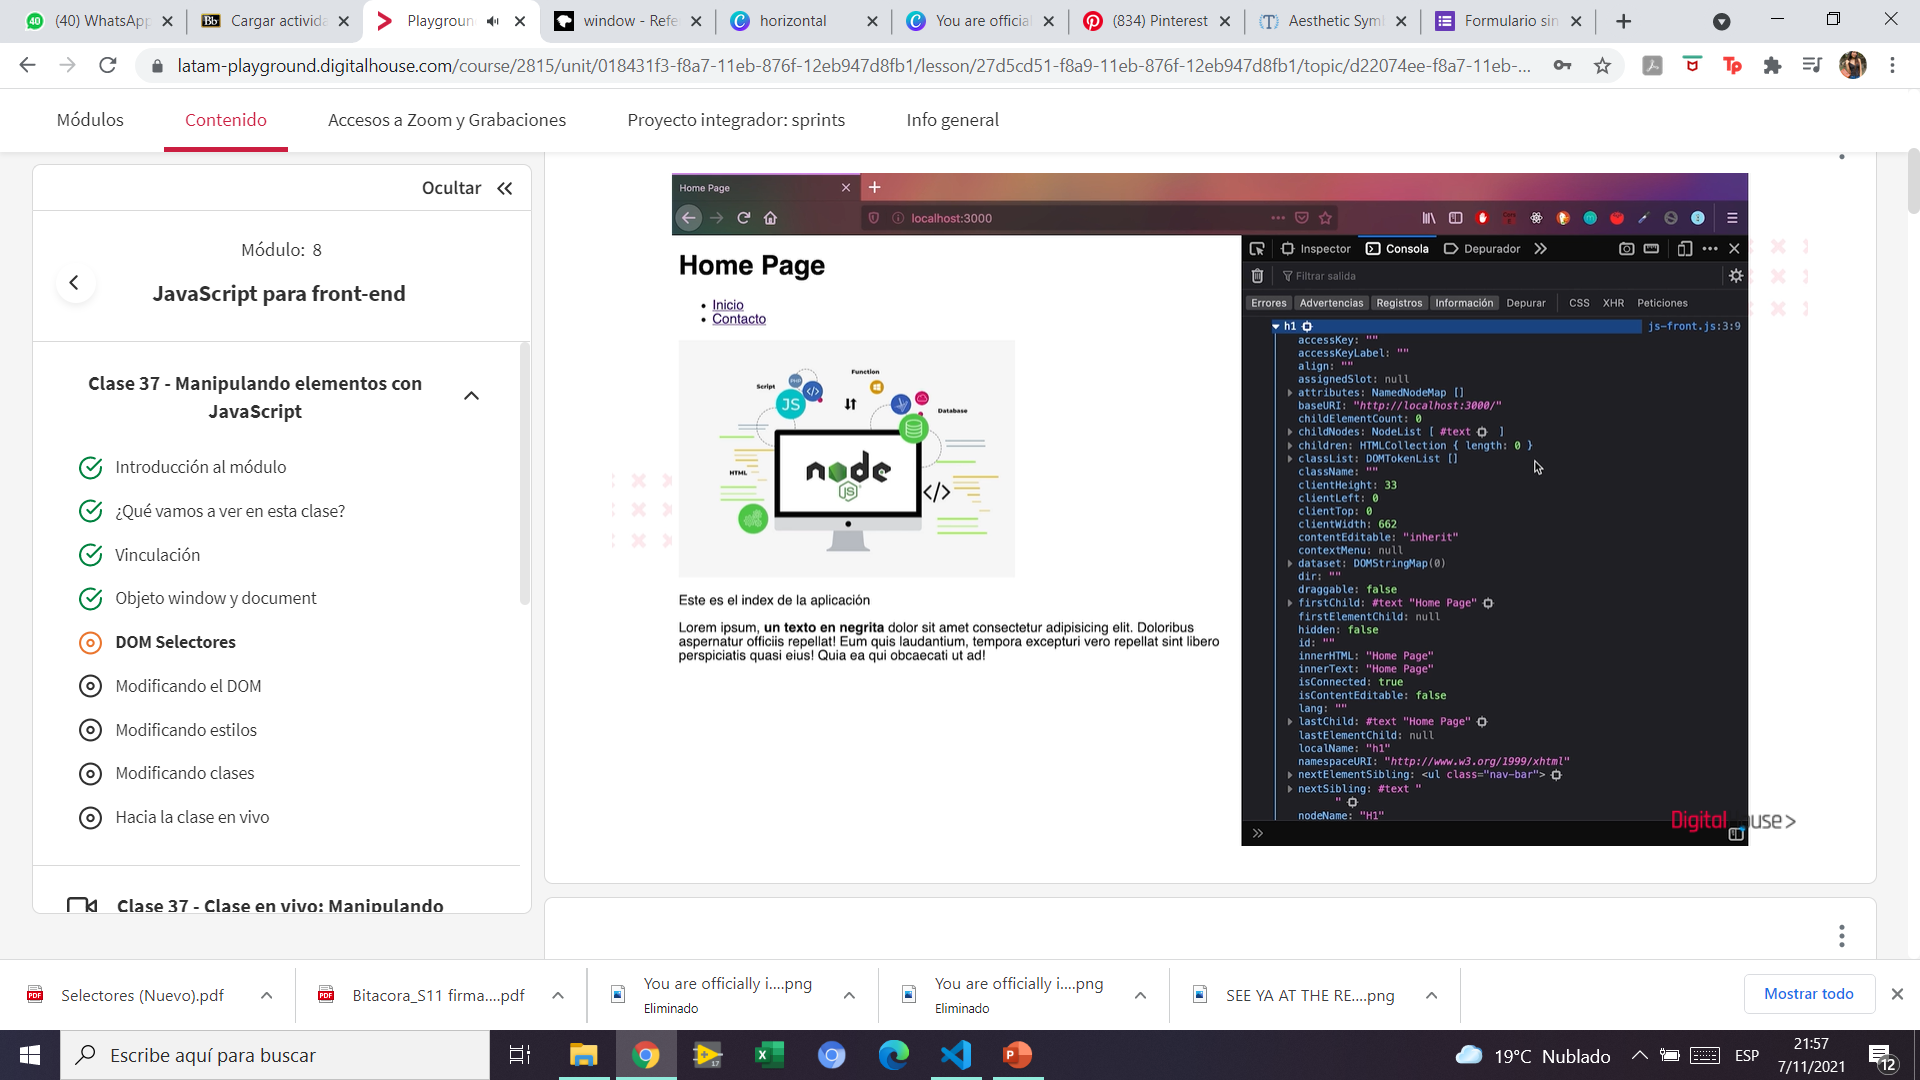 (40) WhatsApp
Cargar activida
Playgroun
window - Refe
horizontal
You are officia
(834) Pinterest
Aesthetic Sym
Formulario sin
latam-playground.digitalhouse.com/course/2815/unit/018431f3-f8a7-11eb-876f-12eb947d8fb1/lesson/27d5cd51-f8a9-11eb-876f-12eb947d8fb1/topic/d22074ee-f8a7-11eb-...
Módulos
Contenido
Accesos a Zoom y Grabaciones
Proyecto integrador: sprints
Info general
Ocultar
Módulo: 8
JavaScript para front-end
Clase 37 - Manipulando elementos con
JavaScript
Introducción al módulo
¿Qué vamos a ver en esta clase?
Vinculación
Objeto window y document
DOM Selectores
Modificando el DOM
Modificando estilos
Modificando clases
Hacia la clase en vivo
Clase 37 - Clase en vivo: Manipulando
Home Page
localhost:3000
Home Page
Inicio
Contacto
Script
Function
JS
Database
HTML
node
JS
</>
Este es el index de la aplicación
Lorem ipsum, un texto en negrita dolor sit amet consectetur adipisicing elit. Doloribus
aspernatur officiis repellat! Eum quis laudantium, tempora excepturi vero repellat sint libero
perspiciatis quasi eius! Quia ea qui obcaecati ut ad!
Inspector
Consola
Depurador
Filtrar salida
Errores
Advertencias
Registros
Información
Depurar
CSS
XHR
Peticiones
h1
js-front.js:3:9
accessKey: ""
accessKeyLabel: ""
align: ""
assignedSlot: null
attributes: NamedNodeMap []
baseURI: "http://localhost:3000/"
childElementCount: 0
childNodes: NodeList [ #text ]
children: HTMLCollection { length: 0 }
classList: DOMTokenList []
className: ""
clientHeight: 33
clientLeft: 0
clientTop: 0
clientWidth: 662
contentEditable: "inherit"
contextMenu: null
dataset: DOMStringMap(0)
dir: ""
draggable: false
firstChild: #text "Home Page"
firstElementChild: null
hidden: false
id: ""
innerHTML: "Home Page"
innerText: "Home Page"
isConnected: true
isContentEditable: false
lang: ""
lastChild: #text "Home Page"
lastElementChild: null
localName: "h1"
namespaceURI: "http://www.w3.org/1999/xhtml"
nextElementSibling: <ul class="nav-bar">
nextSibling: #text "
"
nodeName: "H1"
DigitalHouse>
Selectores (Nuevo).pdf
Bitacora_S11 firma....pdf
You are officially i....png
Eliminado
You are officially i....png
Eliminado
SEE YA AT THE RE....png
Mostrar todo
Escribe aquí para buscar
19°C Nublado
ESP
21:57
7/11/2021
12